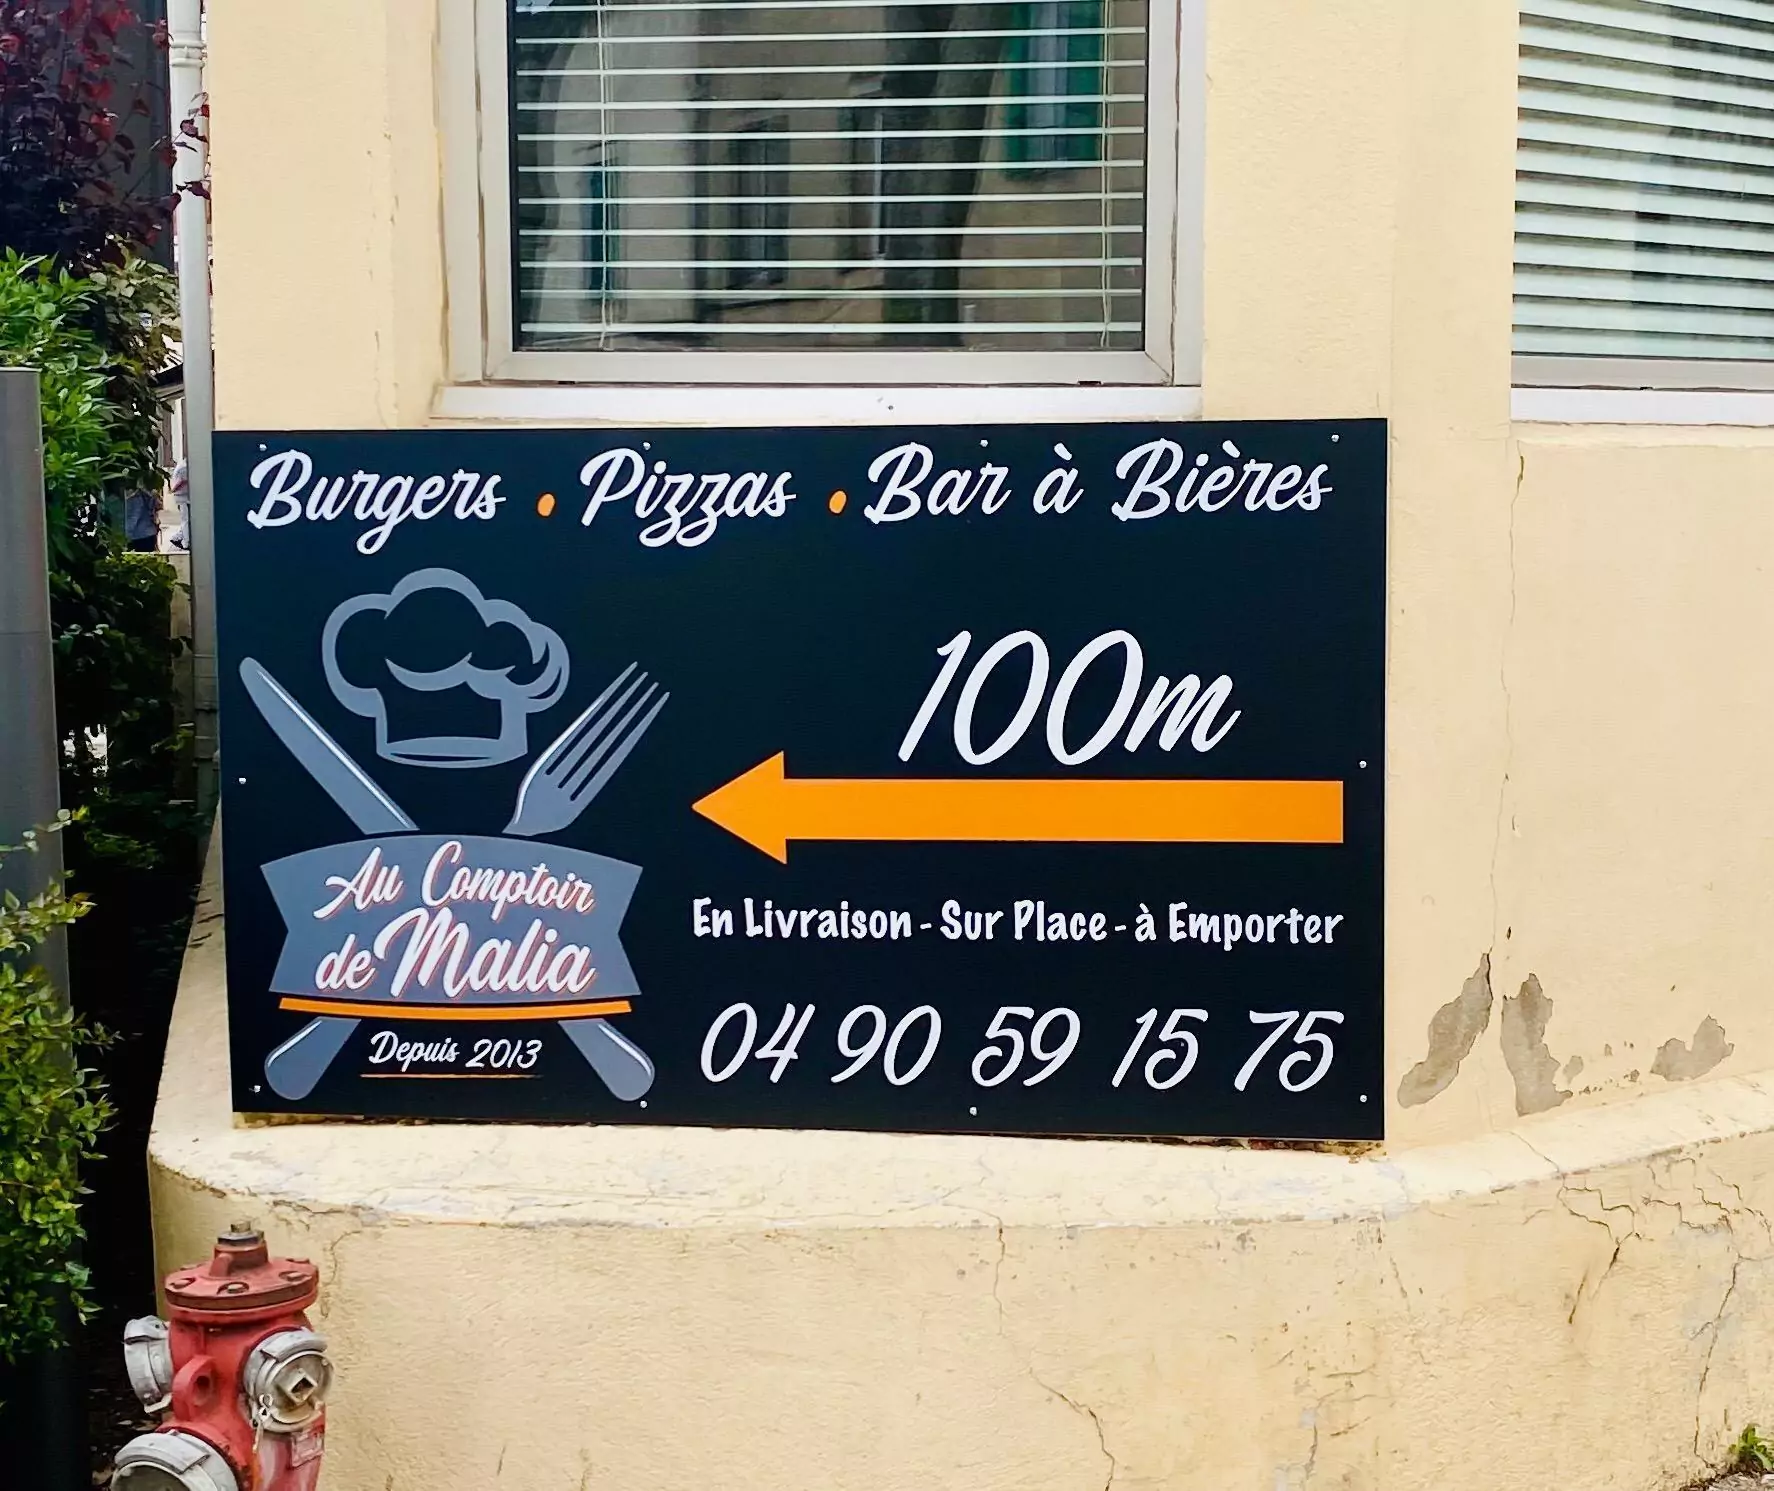 Burgers • Pizzas • Bar à Bières
100m
Au Comptoir
de Malia
Depuis 2013
En Livraison - Sur Place - à Emporter
04 90 59 15 75